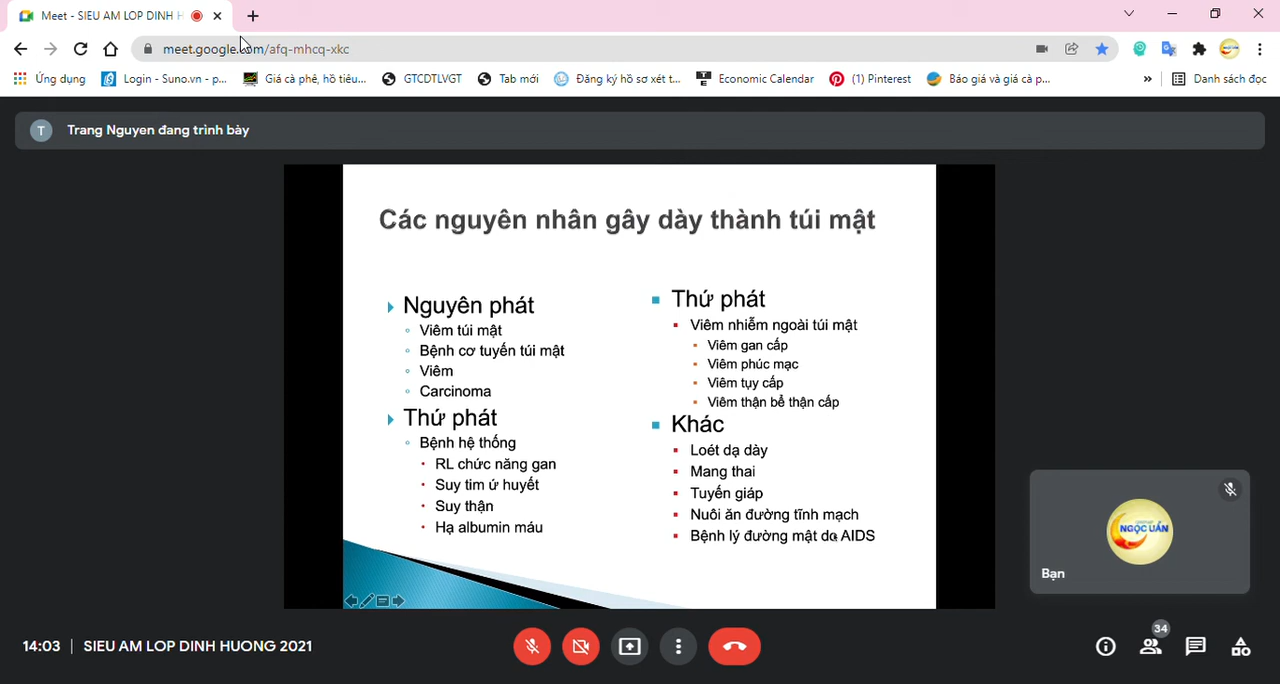 Meet - SIEU AM LOP DINH H
meet.google.com/afq-mhcq-xkc
Ứng dụng
Login - Suno.vn - p...
Giá cà phê, hồ tiêu...
GTCDTLVGT
Tab mới
Đăng ký hồ sơ xét t...
Economic Calendar
(1) Pinterest
Báo giá và giá cà p...
»
Danh sách đọc
T
Trang Nguyen đang trình bày
Các nguyên nhân gây dày thành túi mật
Nguyên phát
Viêm túi mật
Bệnh cơ tuyến túi mật
Viêm
Carcinoma
Thứ phát
Bệnh hệ thống
RL chức năng gan
Suy tim ứ huyết
Suy thận
Hạ albumin máu
Thứ phát
Viêm nhiễm ngoài túi mật
Viêm gan cấp
Viêm phúc mạc
Viêm tụy cấp
Viêm thận bể thận cấp
Khác
Loét dạ dày
Mang thai
Tuyến giáp
Nuôi ăn đường tĩnh mạch
Bệnh lý đường mật do AIDS
NGỌC UẨN
Bạn
14:03 | SIEU AM LOP DINH HUONG 2021
34